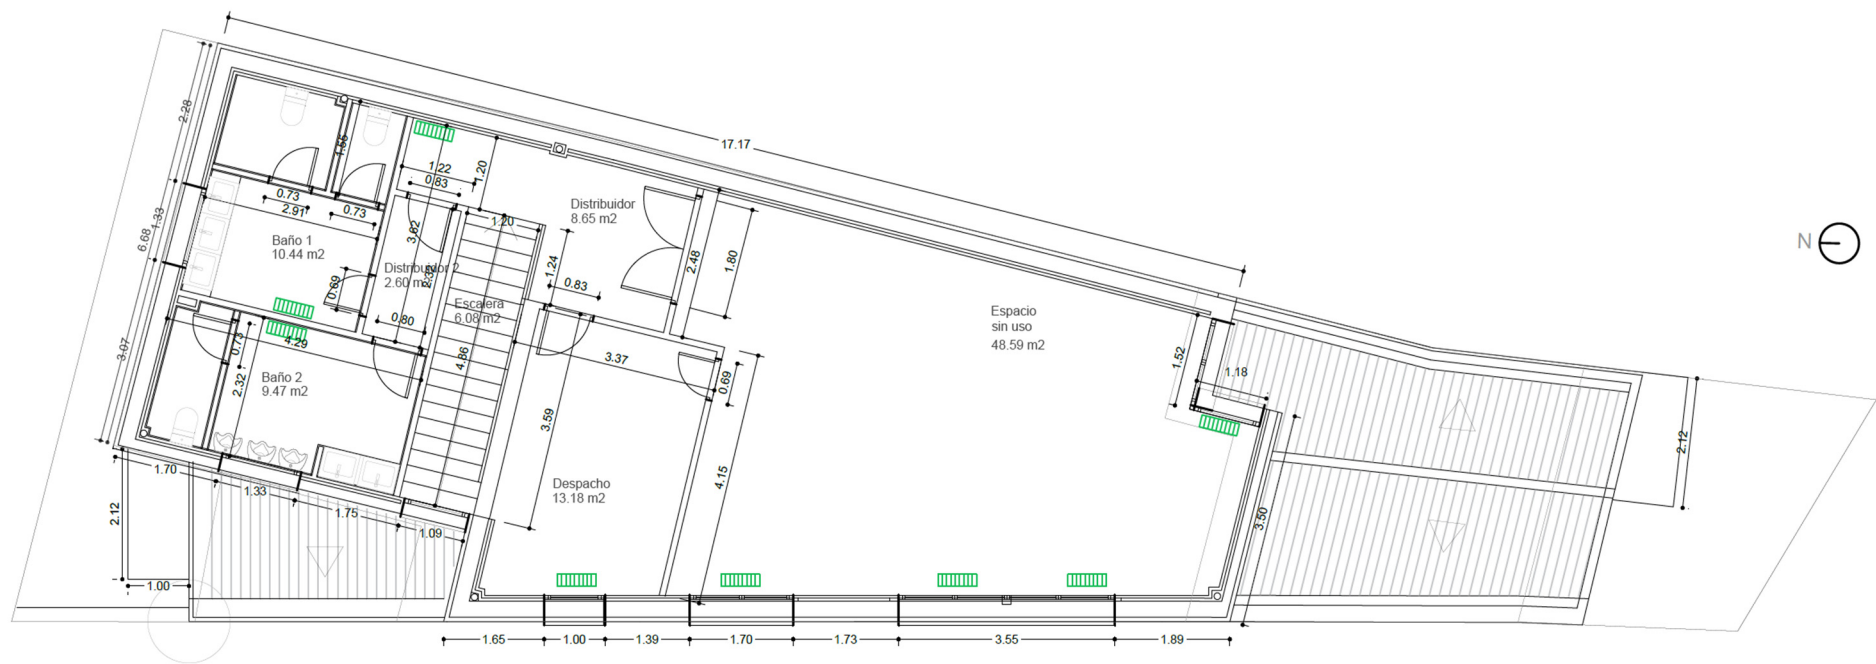 17.17
2.28
1.55
1.20
1.22
0.83
0.73
2.91
0.73
3.62
1.20
Distribuidor
8.65 m2
1.33
6.68
Baño 1
10.44 m2
Distribuidor 2
2.60 m2
2.32
0.69
1.24
0.83
2.48
1.80
N
Escalera
6.08 m2
0.80
Espacio
sin uso
48.59 m2
3.07
0.73
4.29
4.86
3.37
0.69
1.52
1.18
Baño 2
9.47 m2
2.32
3.59
4.15
2.12
Despacho
13.18 m2
1.70
1.33
1.75
1.09
3.50
2.12
1.00
1.65
1.00
1.39
1.70
1.73
3.55
1.89